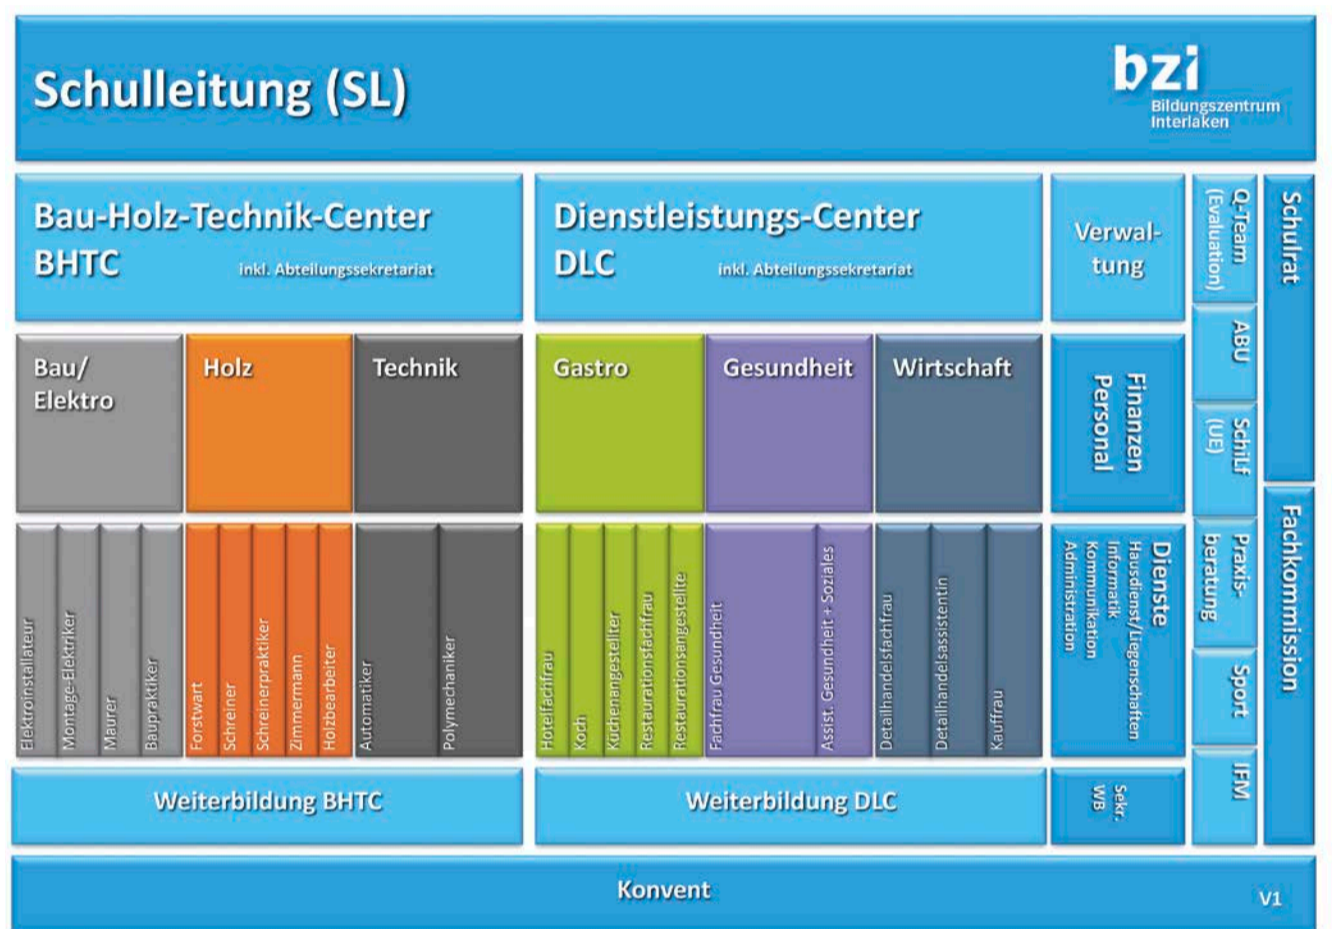 Schulleitung (SL)
bzi
Bildungszentrum
Interlaken
Bau-Holz-Technik-Center
BHTC
inkl. Abteilungssekretariat
Dienstleistungs-Center
DLC
inkl. Abteilungssekretariat
Verwal-
tung
Q-Team
(Evaluation)
Schulrat
Bau/
Elektro
Holz
Technik
Gastro
Gesundheit
Wirtschaft
Finanzen
Personal
ABU
SchiLf
(UE)
Elektroinstallateur
Montage-Elektriker
Maurer
Baupraktiker
Forstwart
Schreiner
Schreinerpraktiker
Zimmermann
Holzbearbeiter
Automatiker
Polymechaniker
Hotelfachfrau
Koch
Küchenangestellter
Restaurationsfachfrau
Restaurationsangestellte
Fachfrau Gesundheit
Assist. Gesundheit + Soziales
Detailhandelsfachfrau
Detailhandelsassistentin
Kauffrau
Dienste
Hausdienst/Liegenschaften
Informatik
Kommunikation
Administration
Praxis-
beratung
Sport
IFM
Fachkommission
Weiterbildung BHTC
Weiterbildung DLC
Sekr.
WB
Konvent
V1